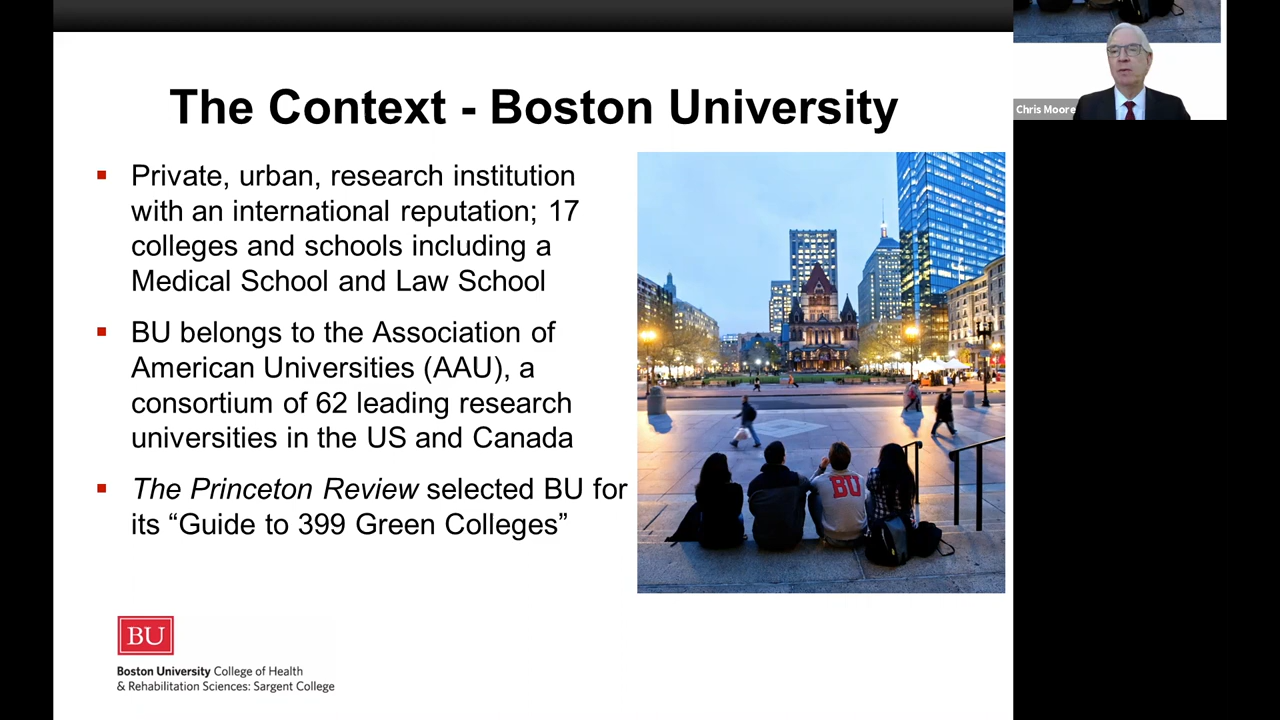 The Context - Boston University
Private, urban, research institution
with an international reputation; 17
colleges and schools including a
Medical School and Law School
BU belongs to the Association of
American Universities (AAU), a
consortium of 62 leading research
universities in the US and Canada
The Princeton Review selected BU for
its “Guide to 399 Green Colleges”
BU
BU
Boston University College of Health
& Rehabilitation Sciences: Sargent College
Chris Moore